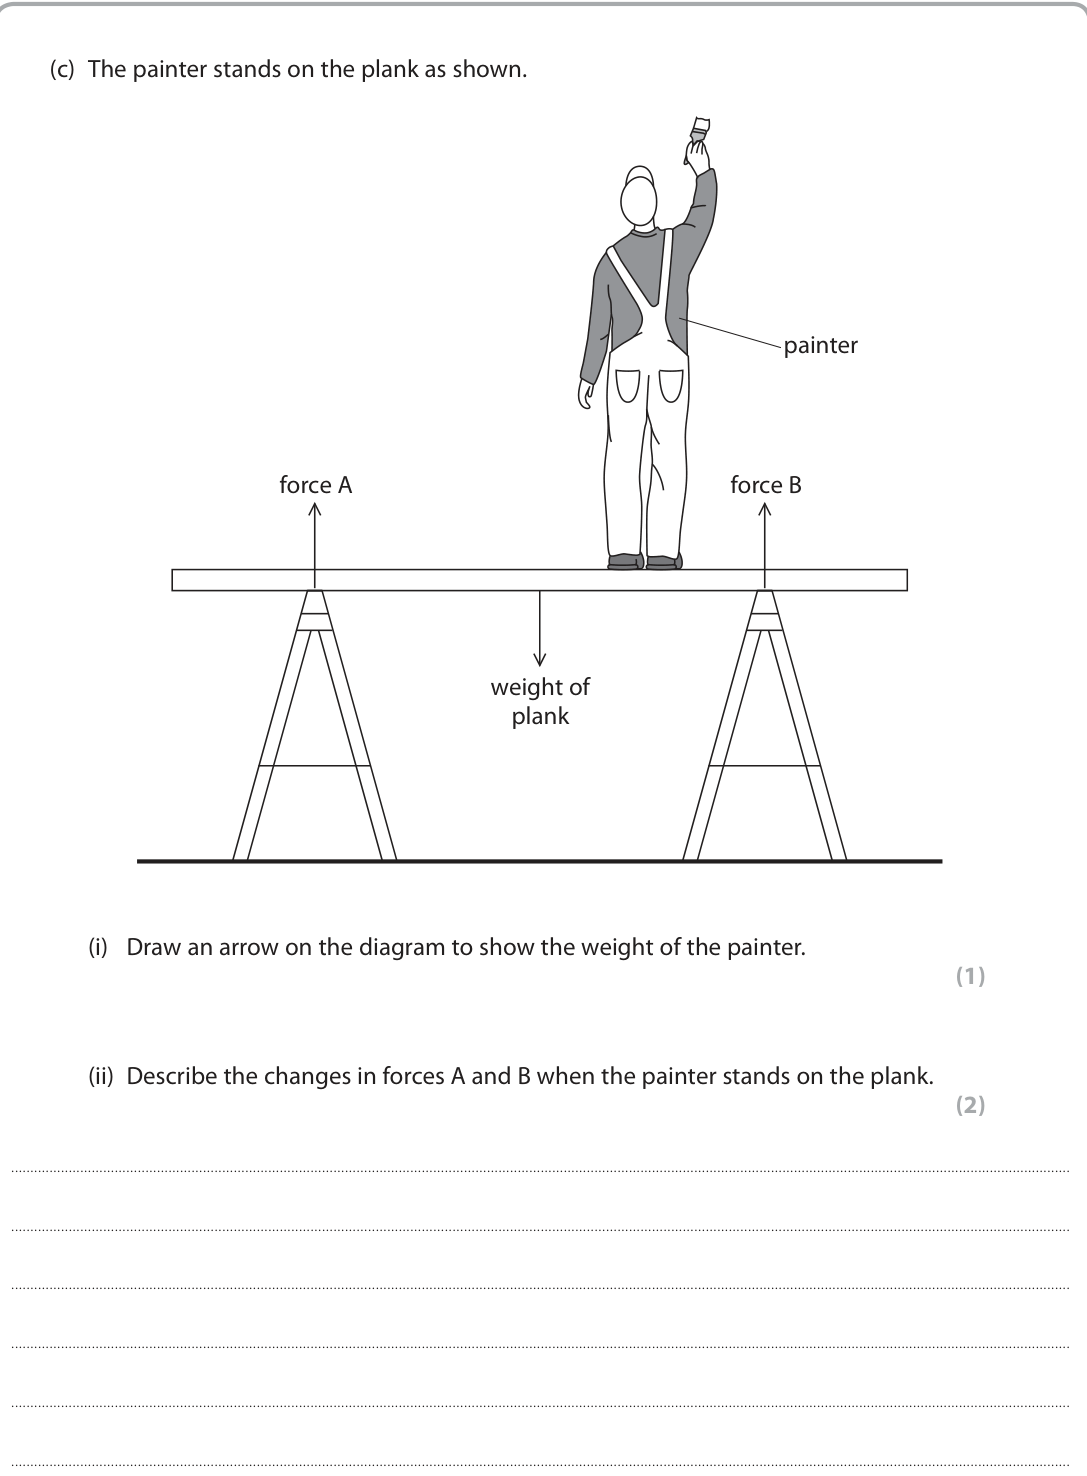 (c) The painter stands on the plank as shown.
painter
force A
force B
weight of
plank
(i) Draw an arrow on the diagram to show the weight of the painter.
(1)
(ii) Describe the changes in forces A and B when the painter stands on the plank.
(2)